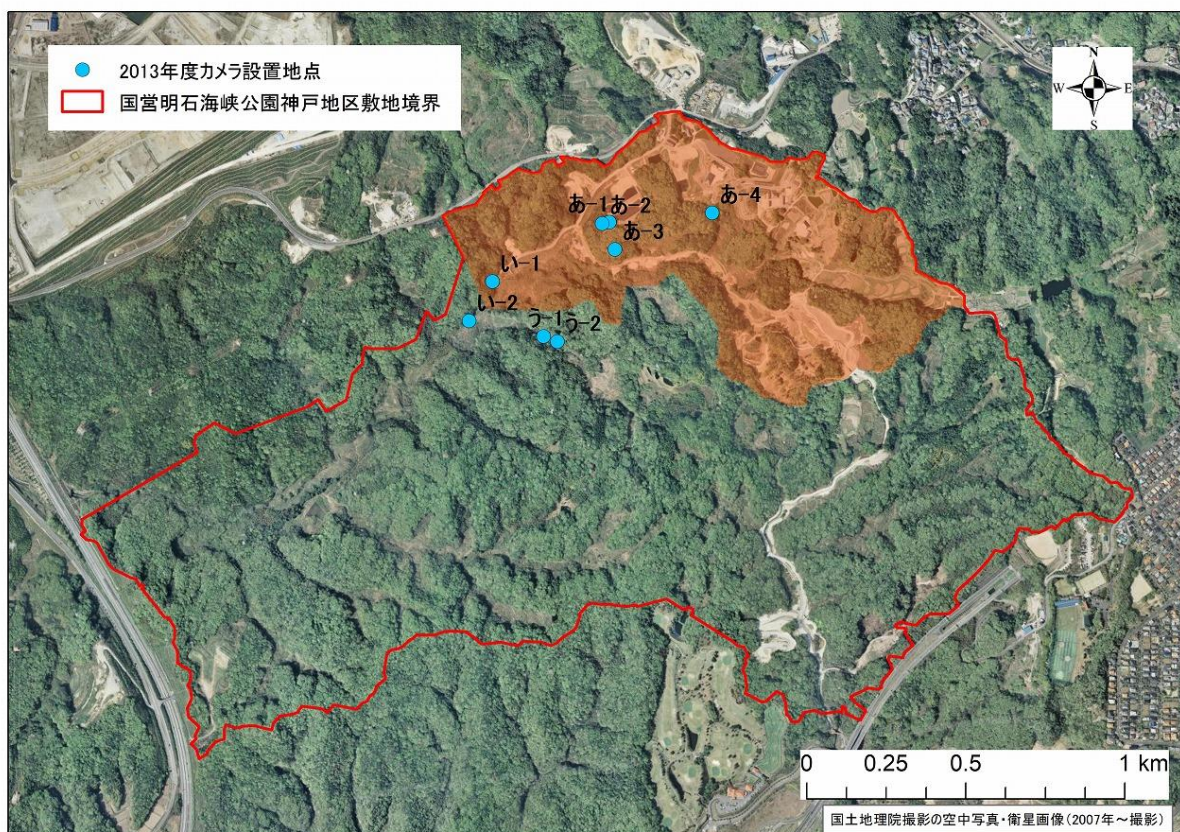 2013年度カメラ設置地点
国営明石海峡公園神戸地区敷地境界
N
W E
S
あ-4
あ-1 あ-2
あ-3
い-1
い-2
う-1 う-2
0 0.25 0.5 1 km
国土地理院撮影の空中写真・衛星画像(2007年～撮影)